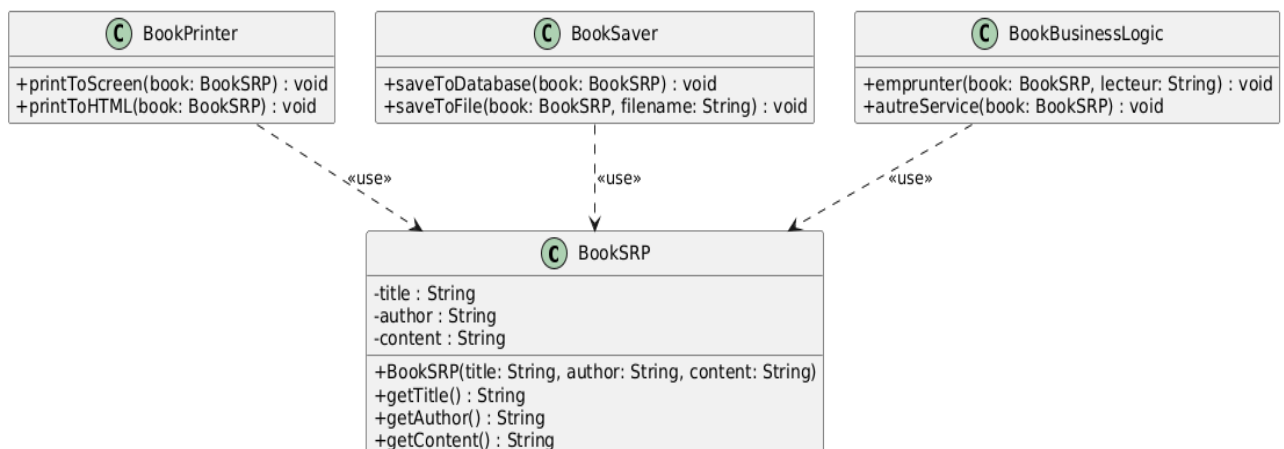 C BookPrinter
+printToScreen(book: BookSRP) : void
+printToHTML(book: BookSRP) : void
C BookSaver
+saveToDatabase(book: BookSRP) : void
+saveToFile(book: BookSRP, filename: String) : void
C BookBusinessLogic
+emprunter(book: BookSRP, lecteur: String) : void
+autreService(book: BookSRP) : void
«use»
«use»
«use»
C BookSRP
-title : String
-author : String
-content : String
+BookSRP(title: String, author: String, content: String)
+getTitle() : String
+getAuthor() : String
+getContent() : String